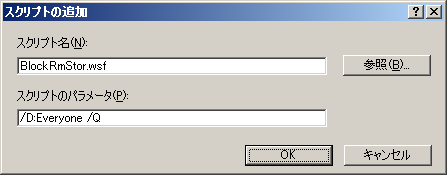 スクリプトの追加
スクリプト名(N):
BlockRmStor.wsf
参照(B)...
スクリプトのパラメータ(P):
/D:Everyone /Q
OK
キャンセル